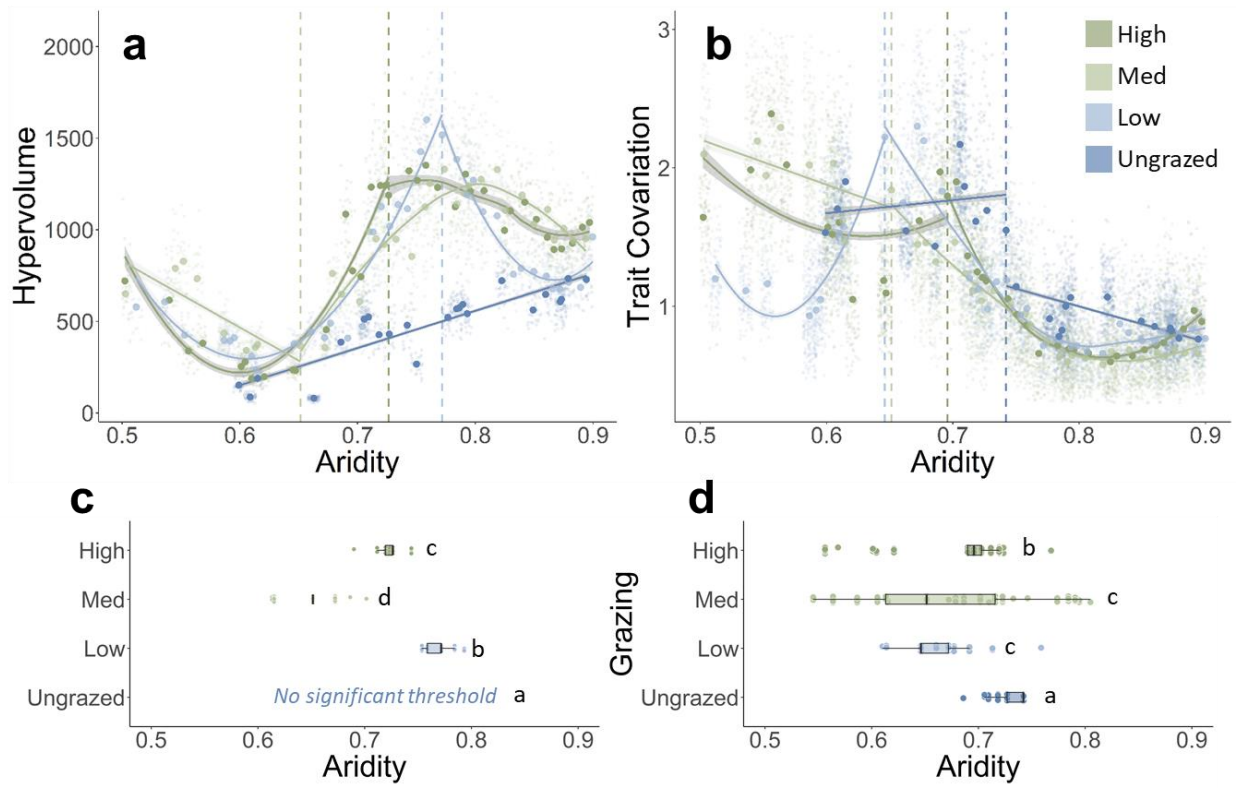 a
Hypervolume
2000
1500
1000
500
0
0.5 0.6 0.7 0.8 0.9
Aridity
b
Trait Covariation
3
2
1
0.5 0.6 0.7 0.8 0.9
Aridity
High
Med
Low
Ungrazed
c
High c
Med d
Low b
Ungrazed No significant threshold a
0.5 0.6 0.7 0.8 0.9
Aridity
d
Grazing
High b
Med c
Low c
Ungrazed a
0.5 0.6 0.7 0.8 0.9
Aridity